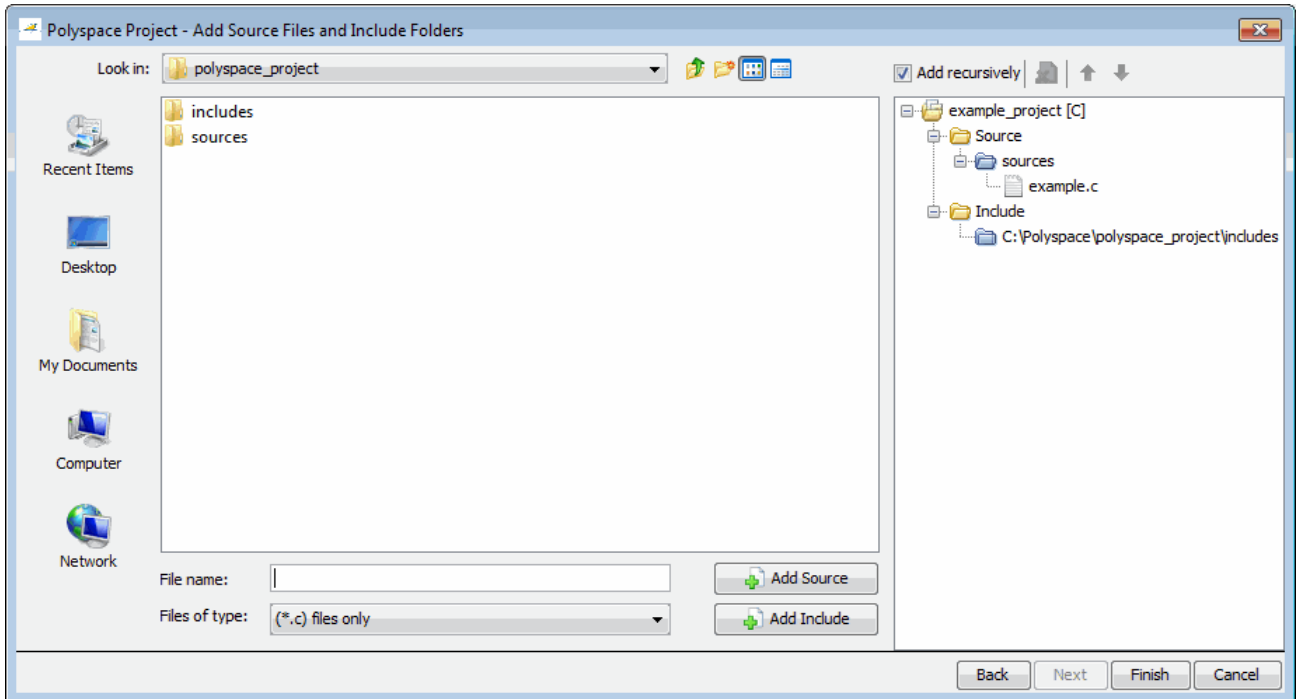 Polyspace Project - Add Source Files and Include Folders
Look in: polyspace_project
Add recursively
includes
sources
Recent Items
Desktop
My Documents
Computer
Network
example_project [C]
Source
sources
example.c
Include
C:\Polyspace\polyspace_project\includes
File name:
Add Source
Files of type: (*.c) files only
Add Include
Back Next Finish Cancel